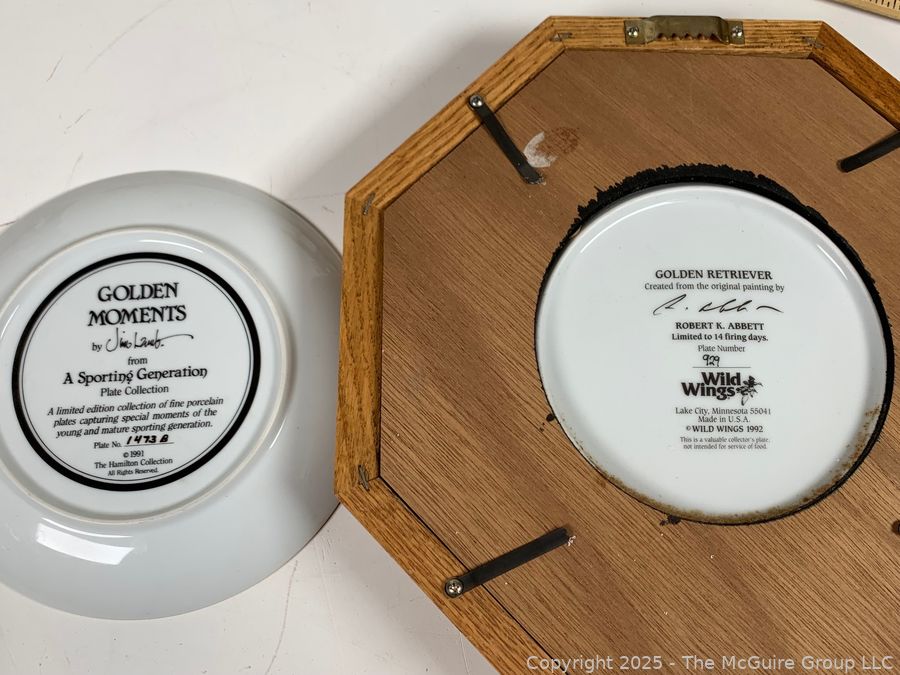 GOLDEN
MOMENTS
by Jim Lamb
from
A Sporting Generation
Plate Collection
A limited edition collection of fine porcelain
plates capturing special moments of the
young and mature sporting generation.
Plate No. 1473B
© 1991
The Hamilton Collection
All Rights Reserved.
GOLDEN RETRIEVER
Created from the original painting by
R. Abbett
ROBERT K. ABBETT
Limited to 14 firing days.
Plate Number
929
Wild
Wings
Lake City, Minnesota 55041
Made in U.S.A.
© WILD WINGS 1992
This is a valuable collector's plate,
not intended for service of food.
Copyright 2025 - The McGuire Group LLC